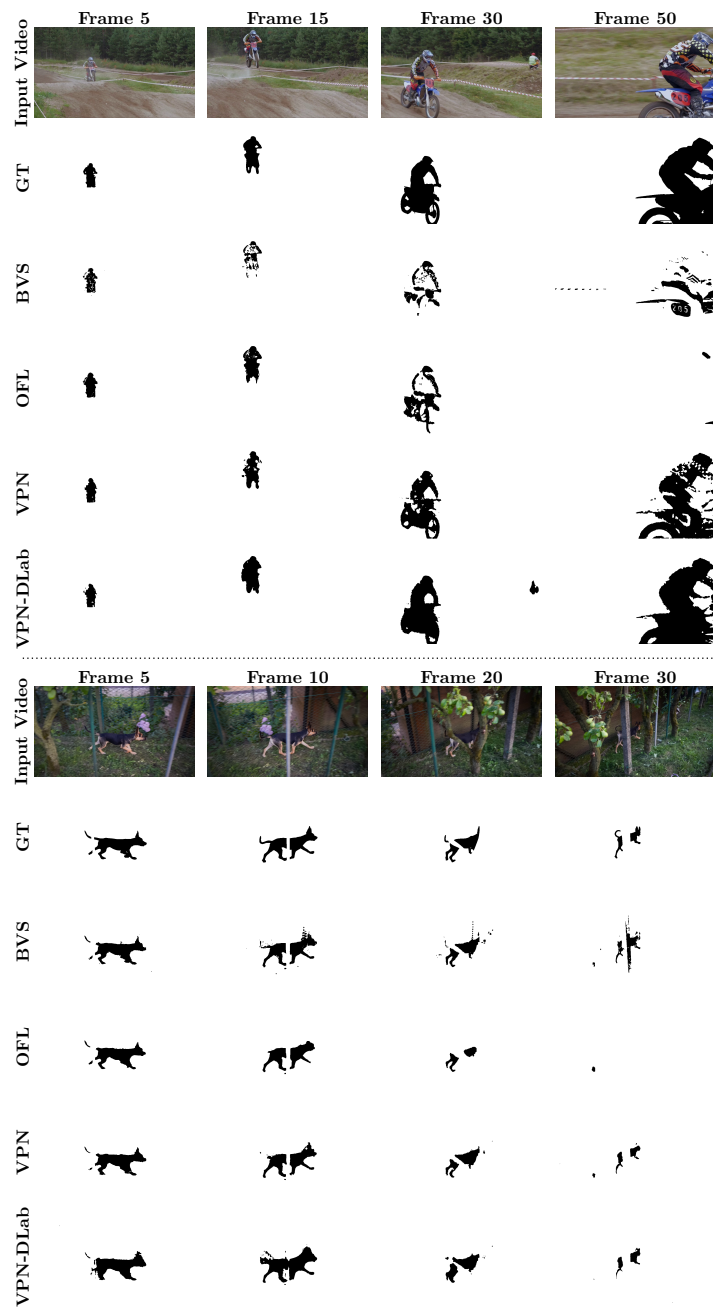 Frame 5 Frame 15 Frame 30 Frame 50
Input Video
GT
BVS
205
OFL
VPN
VPN-DLab
Frame 5 Frame 10 Frame 20 Frame 30
Input Video
GT
BVS
OFL
VPN
VPN-DLab